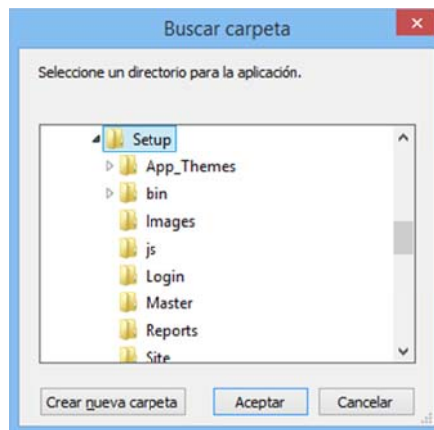 Buscar carpeta
Seleccione un directorio para la aplicación.
Setup
App_Themes
bin
Images
js
Login
Master
Reports
Site
Crear nueva carpeta
Aceptar
Cancelar